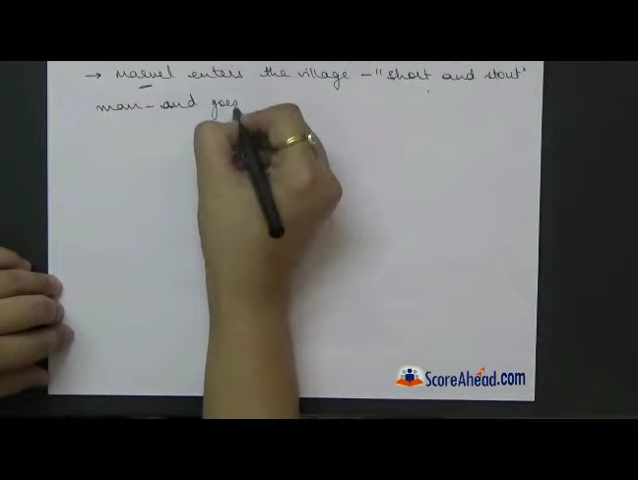 → Marvel enters the village - "short and stout"
man - and goes
ScoreAhead.com